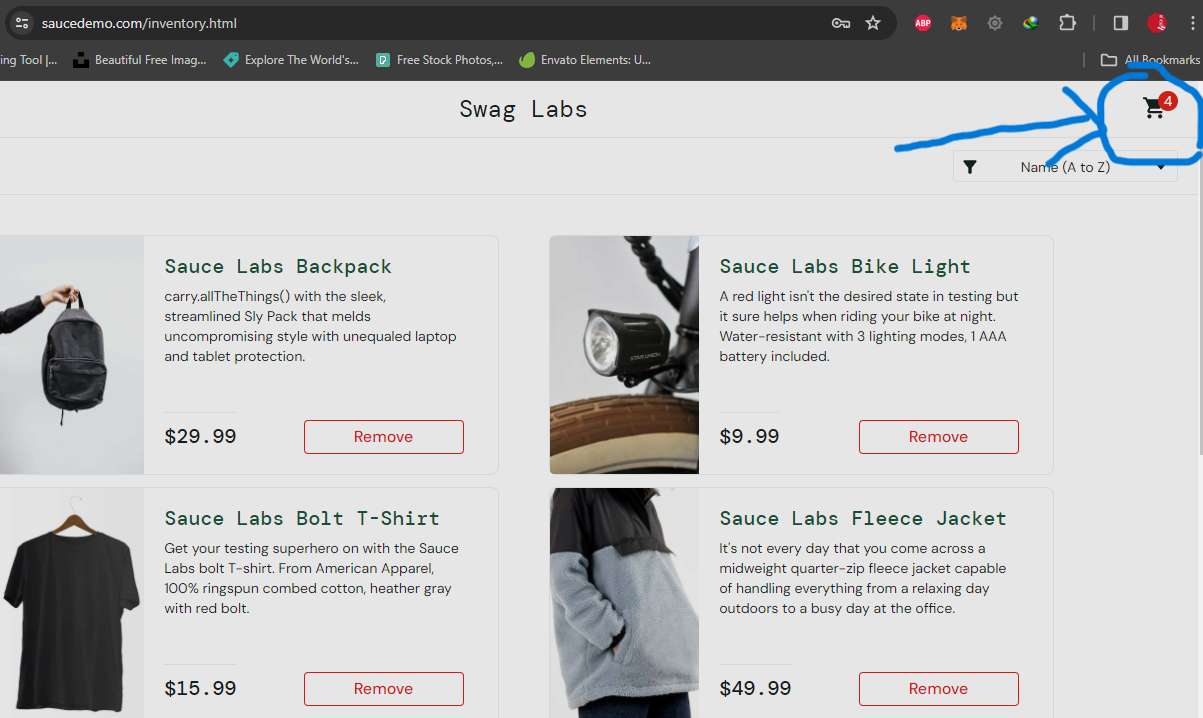 saucedemo.com/inventory.html
ABP
ing Tool |...
Beautiful Free Imag...
Explore The World's...
Free Stock Photos,...
Envato Elements: U...
All Bookmarks
Swag Labs
4
Name (A to Z)
Sauce Labs Backpack
carry.allTheThings() with the sleek,
streamlined Sly Pack that melds
uncompromising style with unequaled laptop
and tablet protection.
$29.99
Remove
Sauce Labs Bike Light
A red light isn't the desired state in testing but
it sure helps when riding your bike at night.
Water-resistant with 3 lighting modes, 1 AAA
battery included.
STAR UNION
$9.99
Remove
Sauce Labs Bolt T-Shirt
Get your testing superhero on with the Sauce
Labs bolt T-shirt. From American Apparel,
100% ringspun combed cotton, heather gray
with red bolt.
$15.99
Remove
Sauce Labs Fleece Jacket
It's not every day that you come across a
midweight quarter-zip fleece jacket capable
of handling everything from a relaxing day
outdoors to a busy day at the office.
$49.99
Remove